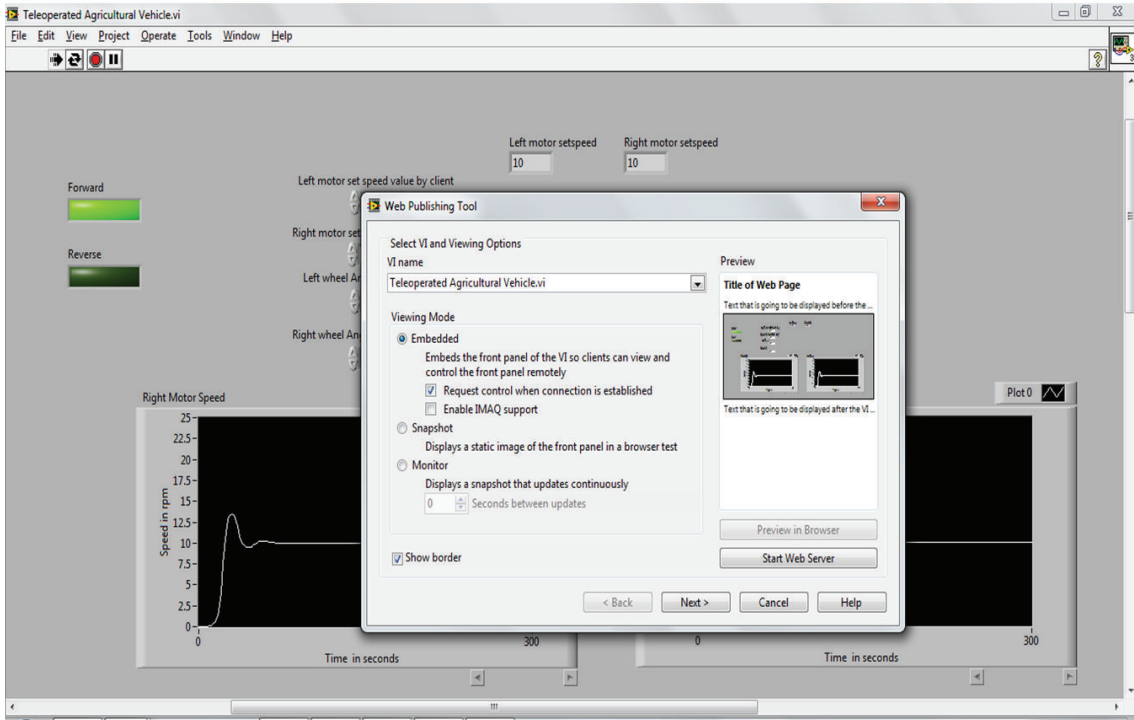 Teleoperated Agricultural Vehicle.vi
File Edit View Project Operate Tools Window Help
Left motor setspeed Right motor setspeed
10 10
Left motor set speed value by client
Forward
Right motor set
Reverse
Left wheel An
Right wheel An
Web Publishing Tool
Select VI and Viewing Options
VI name
Teleoperated Agricultural Vehicle.vi
Viewing Mode
Embedded
Embeds the front panel of the VI so clients can view and
control the front panel remotely
Request control when connection is established
Enable IMAQ support
Snapshot
Displays a static image of the front panel in a browser test
Monitor
Displays a snapshot that updates continuously
0 Seconds between updates
Show border
Preview
Title of Web Page
Text that is going to be displayed before the ...
Text that is going to be displayed after the VI ...
Preview in Browser
Start Web Server
< Back Next > Cancel Help
Right Motor Speed
Plot 0
25
22.5
20
17.5
15
12.5
10
7.5
5
2.5
0
Speed in rpm
0 300
Time in seconds
0 300
Time in seconds